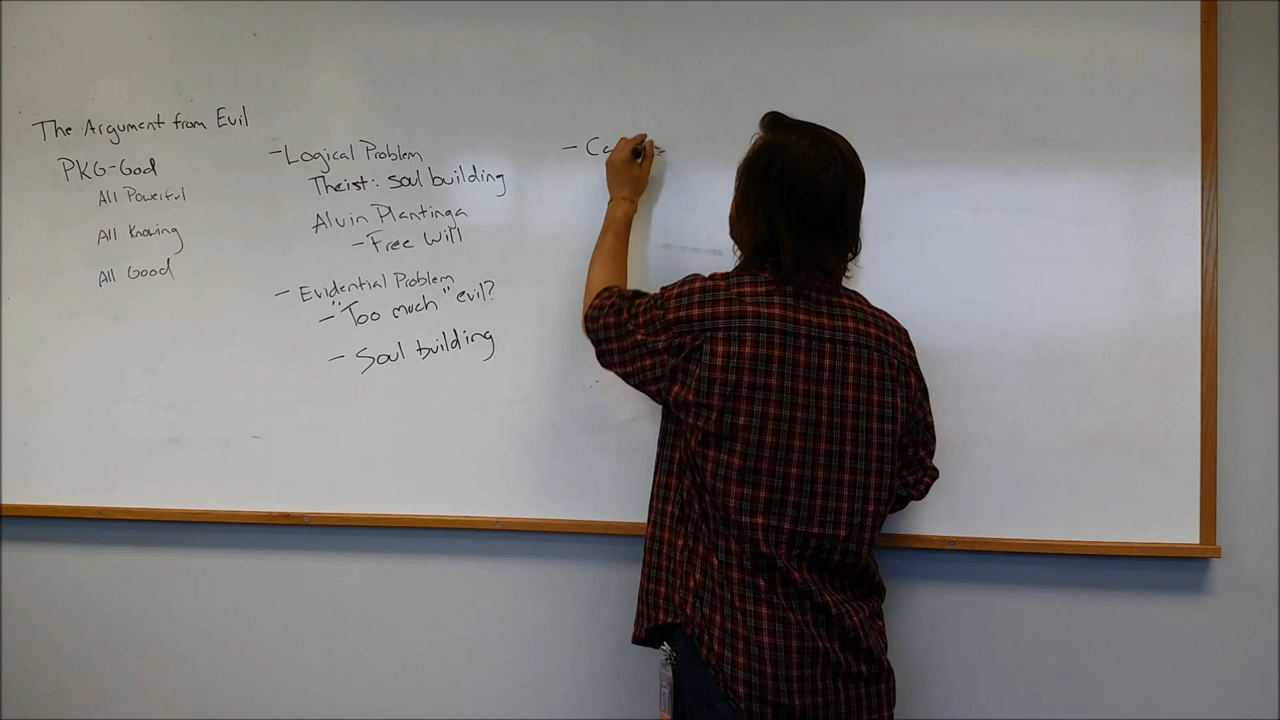 The Argument from Evil
PKG-God
All Powerful
All Knowing
All Good
-Logical Problem
Theist: soul building
Alvin Plantinga
-Free Will
- Evidential Problem
-"Too much" evil?
- Soul building